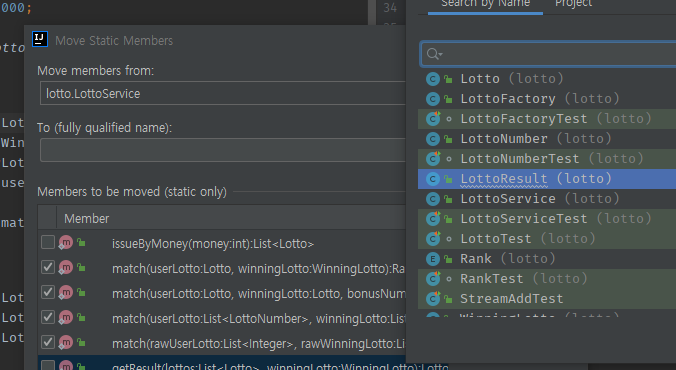 000;
otto
Lot
Win
Lot
use
mat
Lot
Lot
Lot
34
Move Static Members
Move members from:
lotto.LottoService
To (fully qualified name):
Members to be moved (static only)
Member
issueByMoney(money:int):List<Lotto>
match(userLotto:Lotto, winningLotto:WinningLotto):Ra
match(userLotto:Lotto, winningLotto:Lotto, bonusNum
match(userLotto:List<LottoNumber>, winningLotto:List
match(rawUserLotto:List<Integer>, rawWinningLotto:Li
getResult(lottos:List<Lotto>, winningLotto:WinningLotto):Lotto
Search by Name Project
Lotto (lotto)
LottoFactory (lotto)
LottoFactoryTest (lotto)
LottoNumber (lotto)
LottoNumberTest (lotto)
LottoResult (lotto)
LottoService (lotto)
LottoServiceTest (lotto)
LottoTest (lotto)
Rank (lotto)
RankTest (lotto)
StreamAddTest
WinningLotto (lotto)